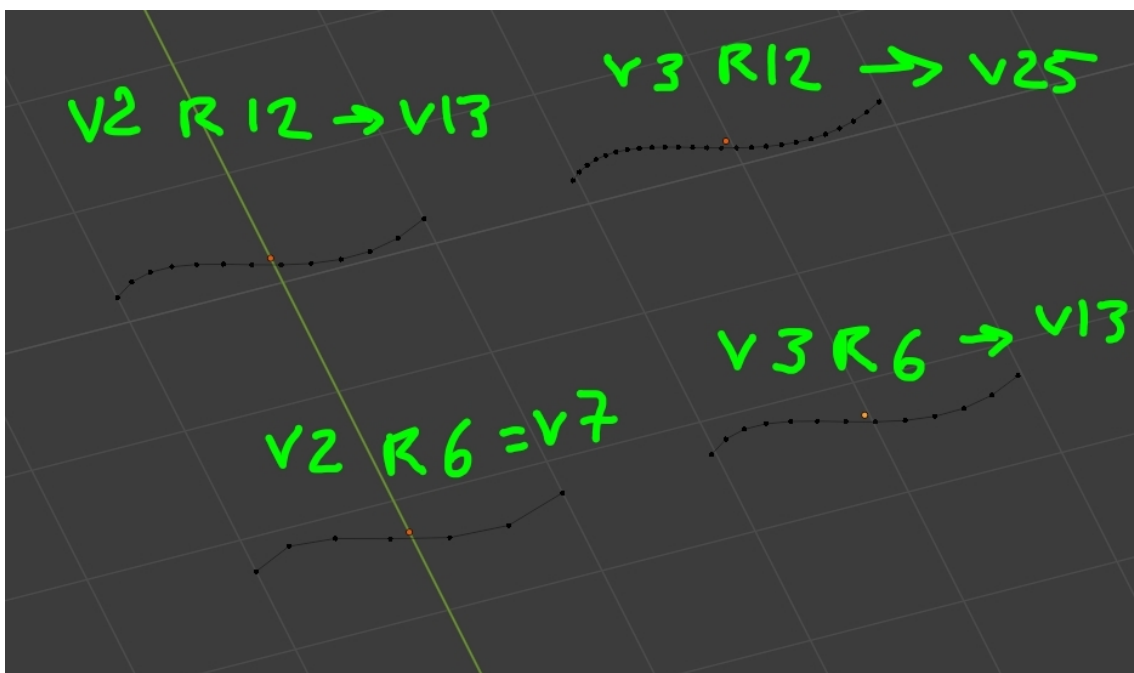 V2 R12 → V13
V3 R12 → V25
V3 R6 → V13
V2 R6 = V7